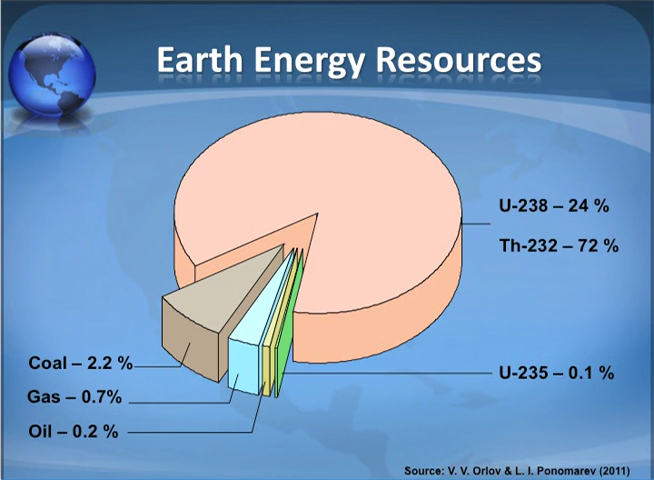 Earth Energy Resources
U-238 – 24 %
Th-232 – 72 %
Coal – 2.2 %
Gas – 0.7%
Oil – 0.2 %
U-235 – 0.1 %
Source: V. V. Orlov & L. I. Ponomarev (2011)